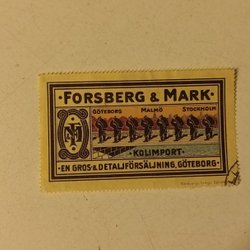 ·FORSBERG & MARK·
GÖTEBORG MALMÖ STOCKHOLM
·KOLIMPORT·
·EN GROS·&·DETALJFÖRSÄLJNING, GÖTEBORG·